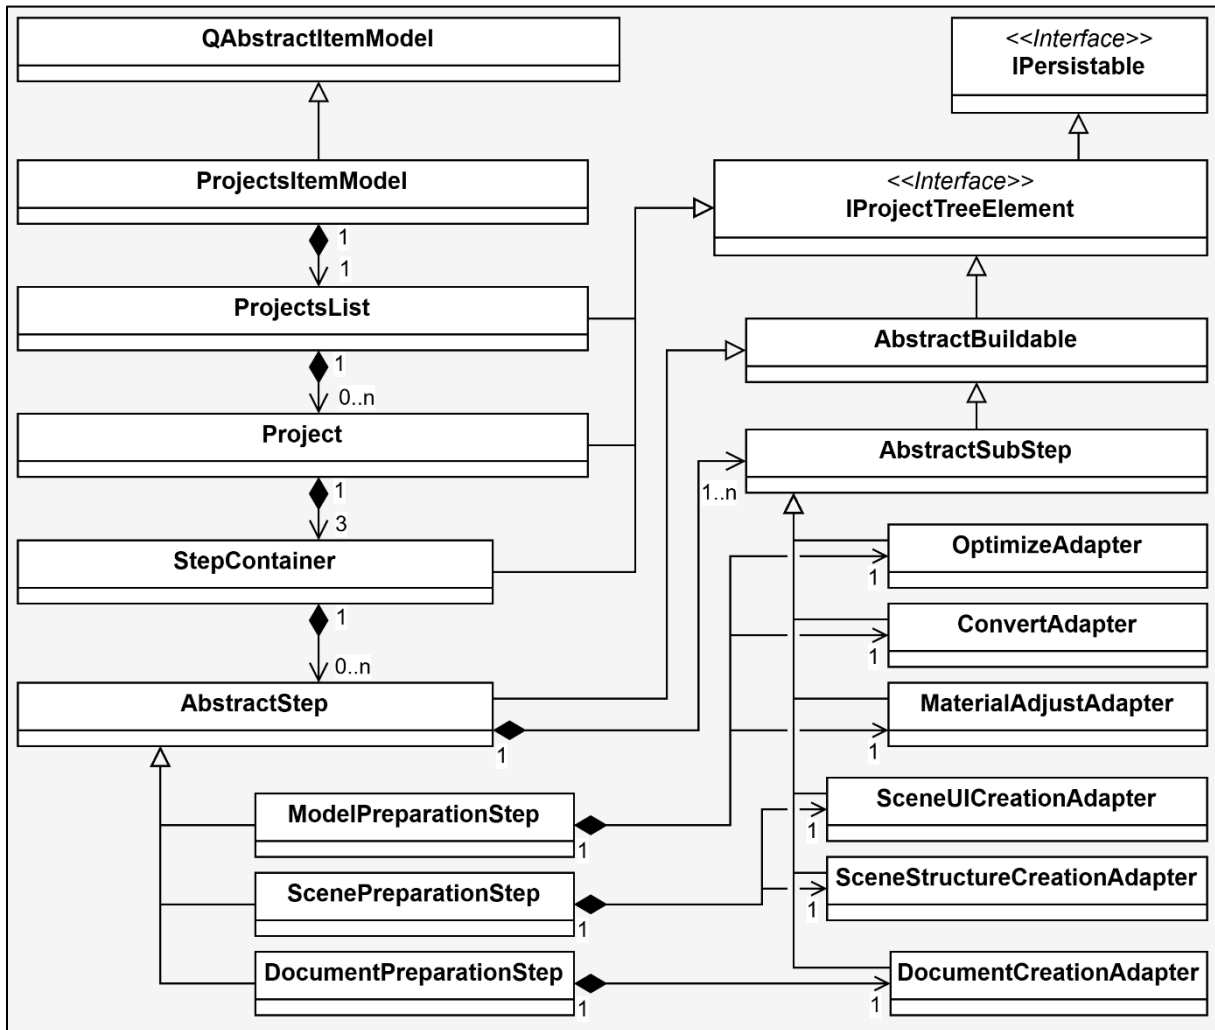 QAbstractItemModel
<<Interface>>
IPersistable
ProjectsItemModel
<<Interface>>
IProjectTreeElement
1
1
ProjectsList
AbstractBuildable
1
0..n
Project
AbstractSubStep
1..n
1
3
StepContainer
OptimizeAdapter
1
ConvertAdapter
1
1
0..n
AbstractStep
1
MaterialAdjustAdapter
1
ModelPreparationStep
1
SceneUICreationAdapter
1
ScenePreparationStep
1
SceneStructureCreationAdapter
1
DocumentPreparationStep
1
DocumentCreationAdapter
1